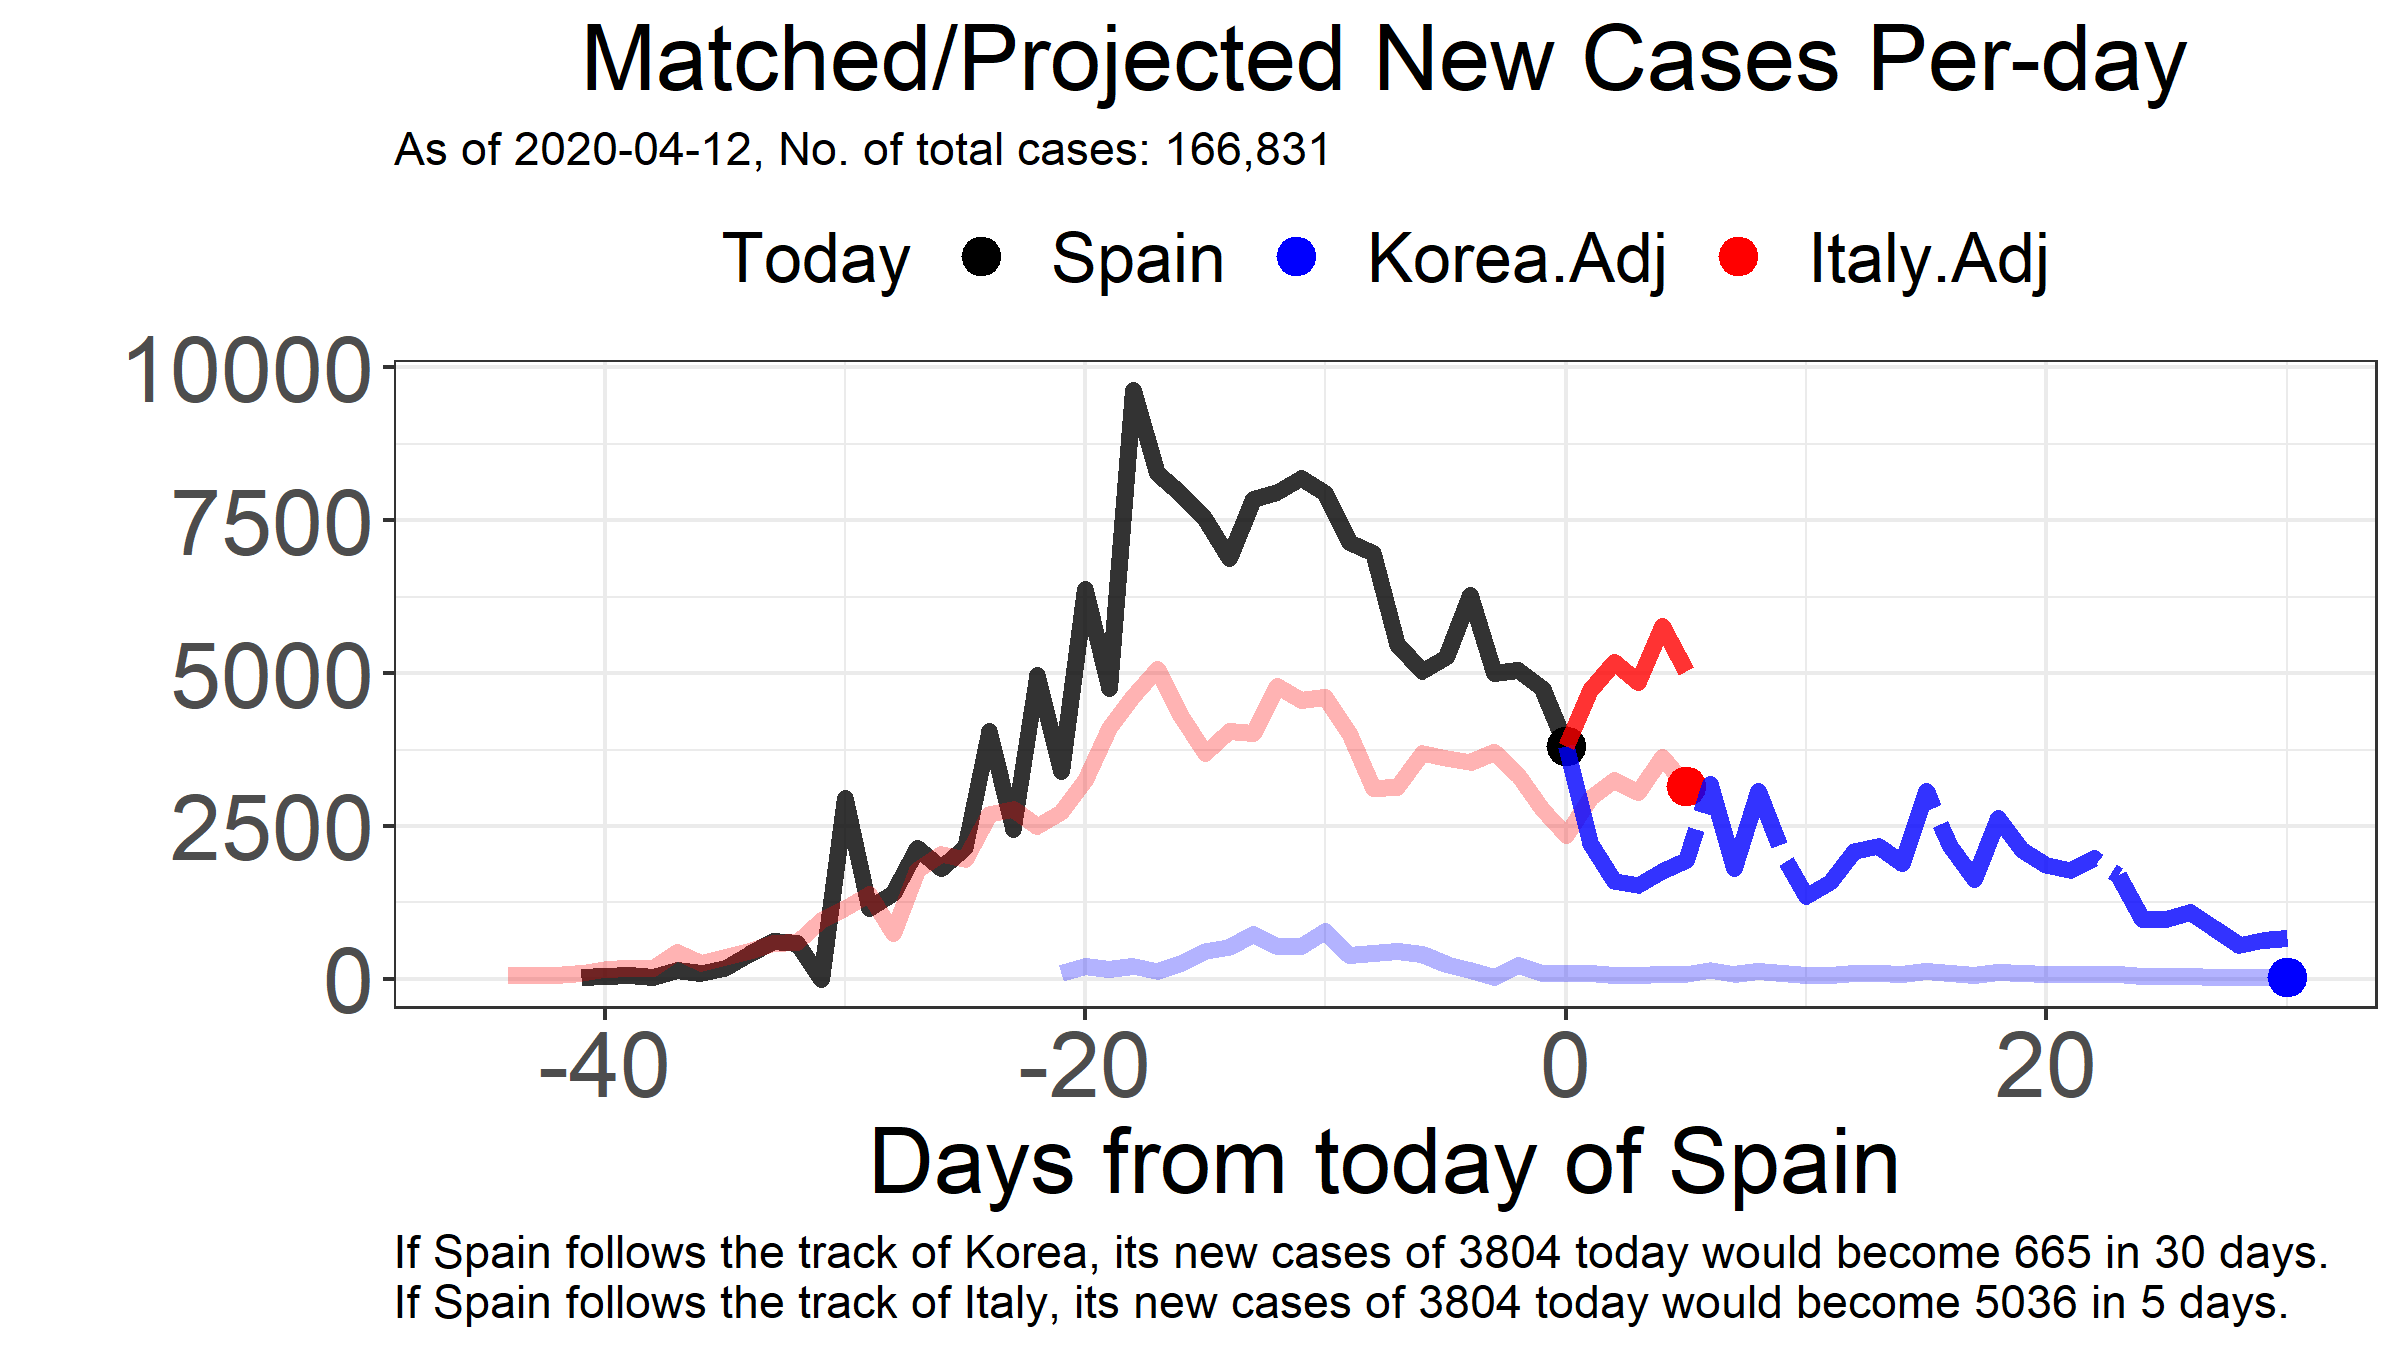 Matched/Projected New Cases Per-day
As of 2020-04-12, No. of total cases: 166,831
Today Spain Korea.Adj Italy.Adj
10000
7500
5000
2500
0
-40 -20 0 20
Days from today of Spain
If Spain follows the track of Korea, its new cases of 3804 today would become 665 in 30 days.
If Spain follows the track of Italy, its new cases of 3804 today would become 5036 in 5 days.